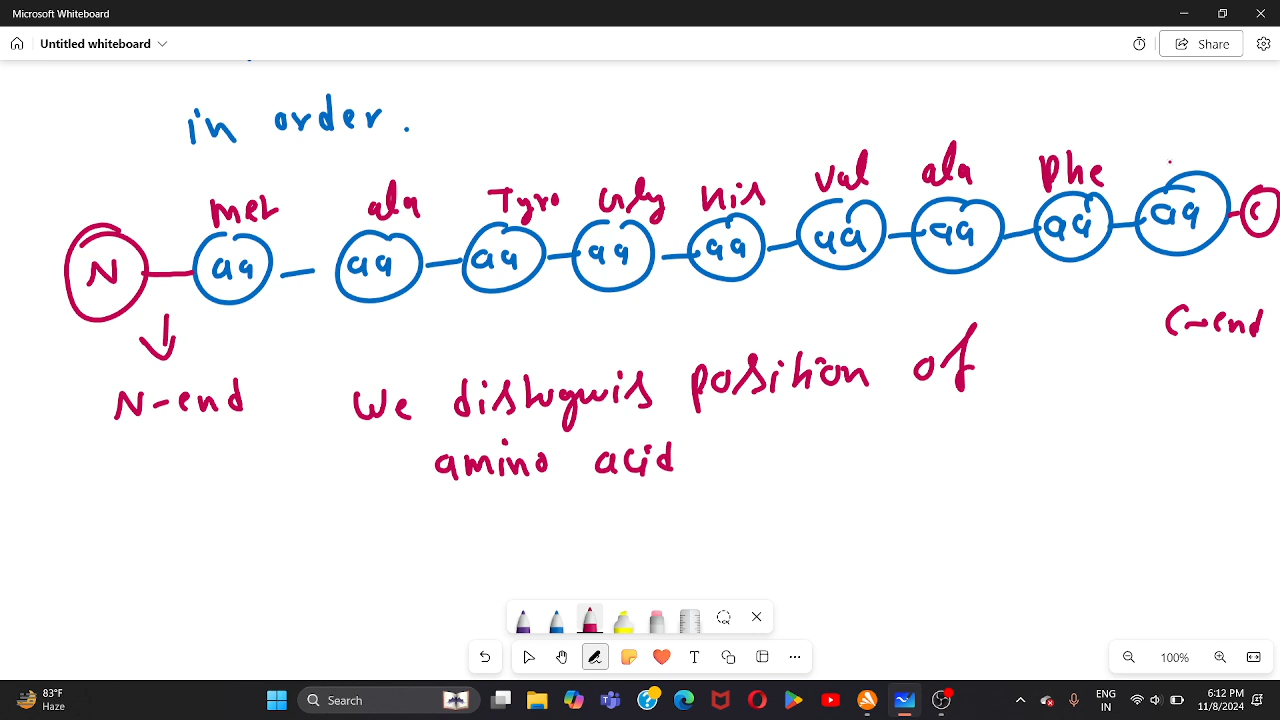 Microsoft Whiteboard
Untitled whiteboard
Share
in order.
Met ala Tyro Gly His Val ala Phe
N aa aa aa aa aa aa aa aa aa C
C-end
N-end
We distuguis position of
amino acid
100%
83°F
Haze
Search
ENG
IN
6:12 PM
11/8/2024